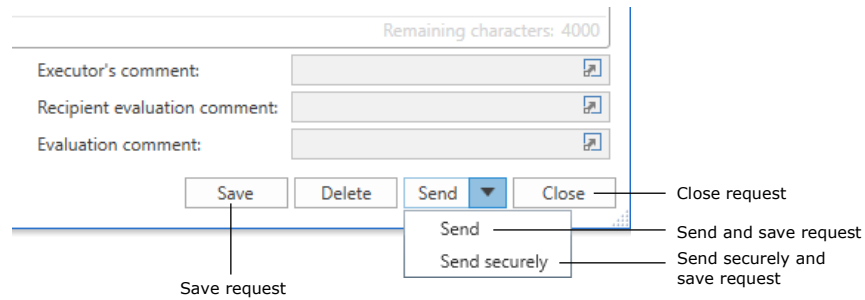 Remaining characters: 4000
Executor's comment:
Recipient evaluation comment:
Evaluation comment:
Save Delete Send Close
Close request
Send
Send and save request
Send securely
Send securely and
save request
Save request